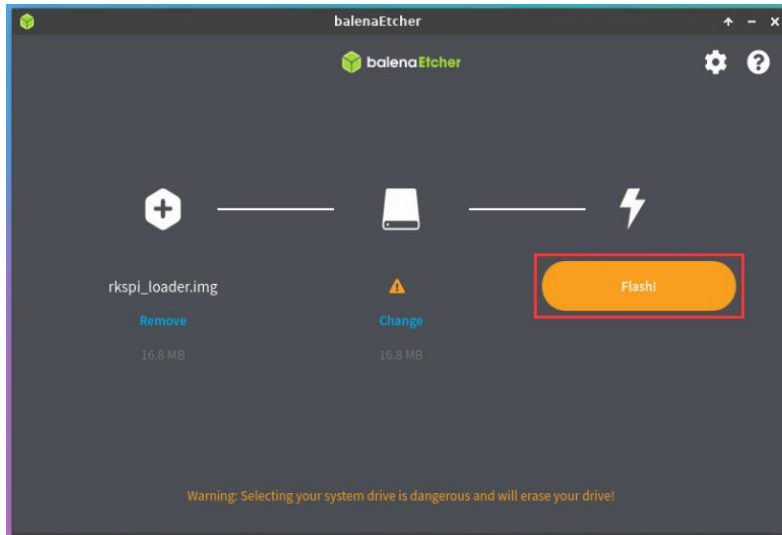 balenaEtcher
balenaEtcher
rkspi_loader.img
Flash!
Remove
Change
16.8 MB
16.8 MB
Warning: Selecting your system drive is dangerous and will erase your drive!